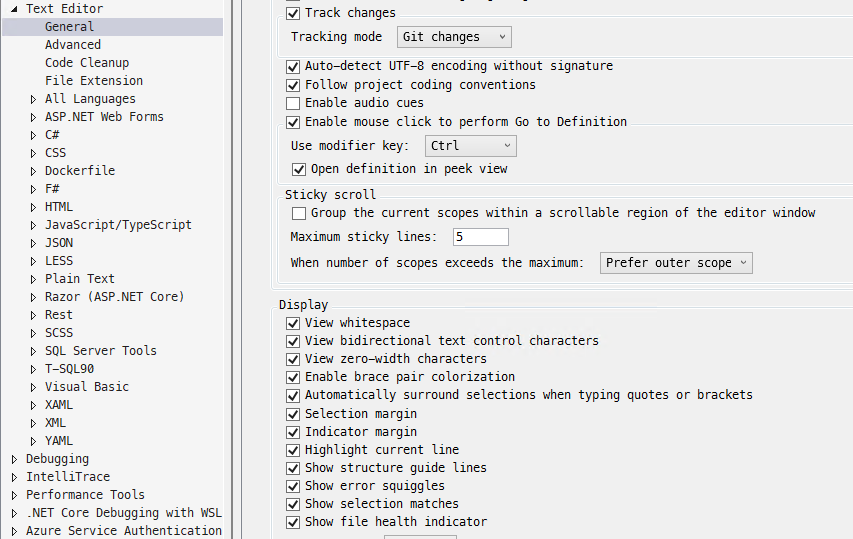 Text Editor
General
Advanced
Code Cleanup
File Extension
All Languages
ASP.NET Web Forms
C#
CSS
Dockerfile
F#
HTML
JavaScript/TypeScript
JSON
LESS
Plain Text
Razor (ASP.NET Core)
Rest
SCSS
SQL Server Tools
T-SQL90
Visual Basic
XAML
XML
YAML
Debugging
IntelliTrace
Performance Tools
.NET Core Debugging with WSL
Azure Service Authentication
Track changes
Tracking mode Git changes
Auto-detect UTF-8 encoding without signature
Follow project coding conventions
Enable audio cues
Enable mouse click to perform Go to Definition
Use modifier key: Ctrl
Open definition in peek view
Sticky scroll
Group the current scopes within a scrollable region of the editor window
Maximum sticky lines: 5
When number of scopes exceeds the maximum: Prefer outer scope
Display
View whitespace
View bidirectional text control characters
View zero-width characters
Enable brace pair colorization
Automatically surround selections when typing quotes or brackets
Selection margin
Indicator margin
Highlight current line
Show structure guide lines
Show error squiggles
Show selection matches
Show file health indicator